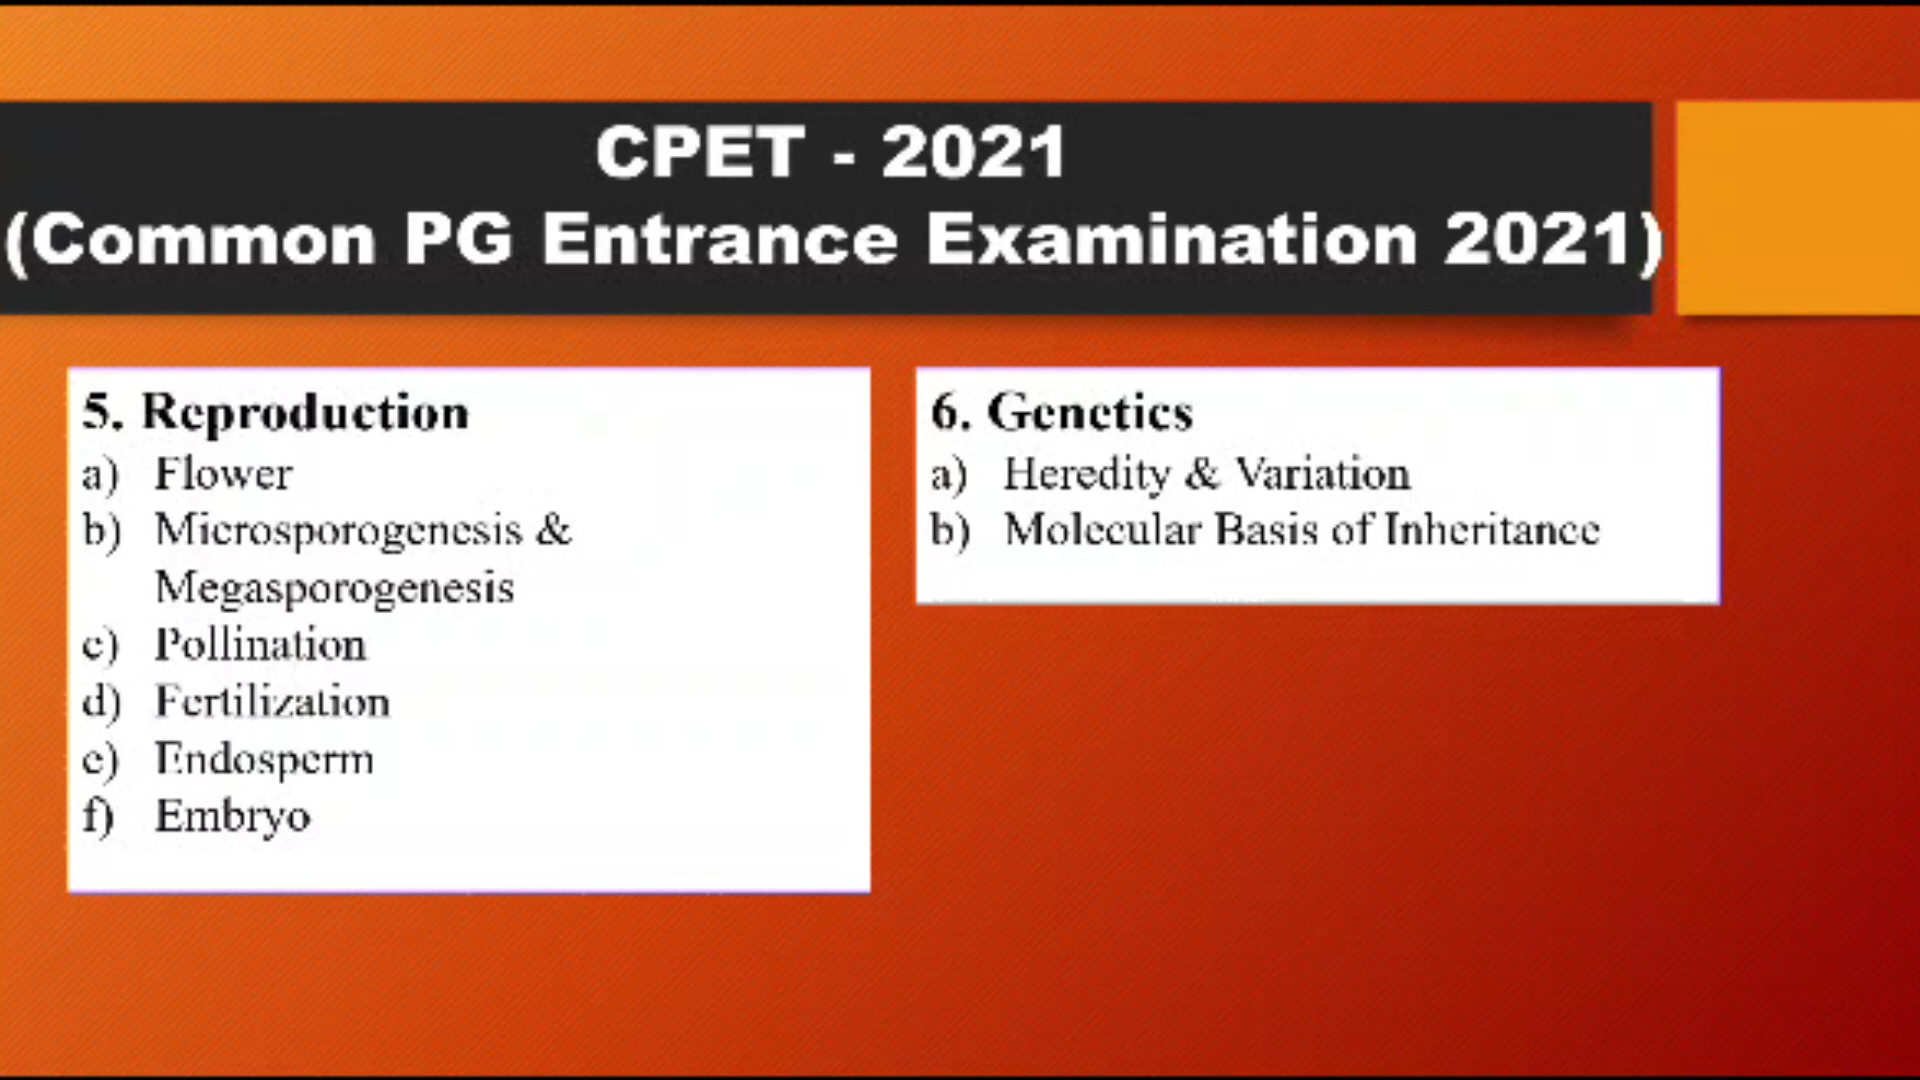 CPET - 2021
(Common PG Entrance Examination 2021)
5. Reproduction
a) Flower
b) Microsporogenesis &
Megasporogenesis
c) Pollination
d) Fertilization
e) Endosperm
f) Embryo
6. Genetics
a) Heredity & Variation
b) Molecular Basis of Inheritance